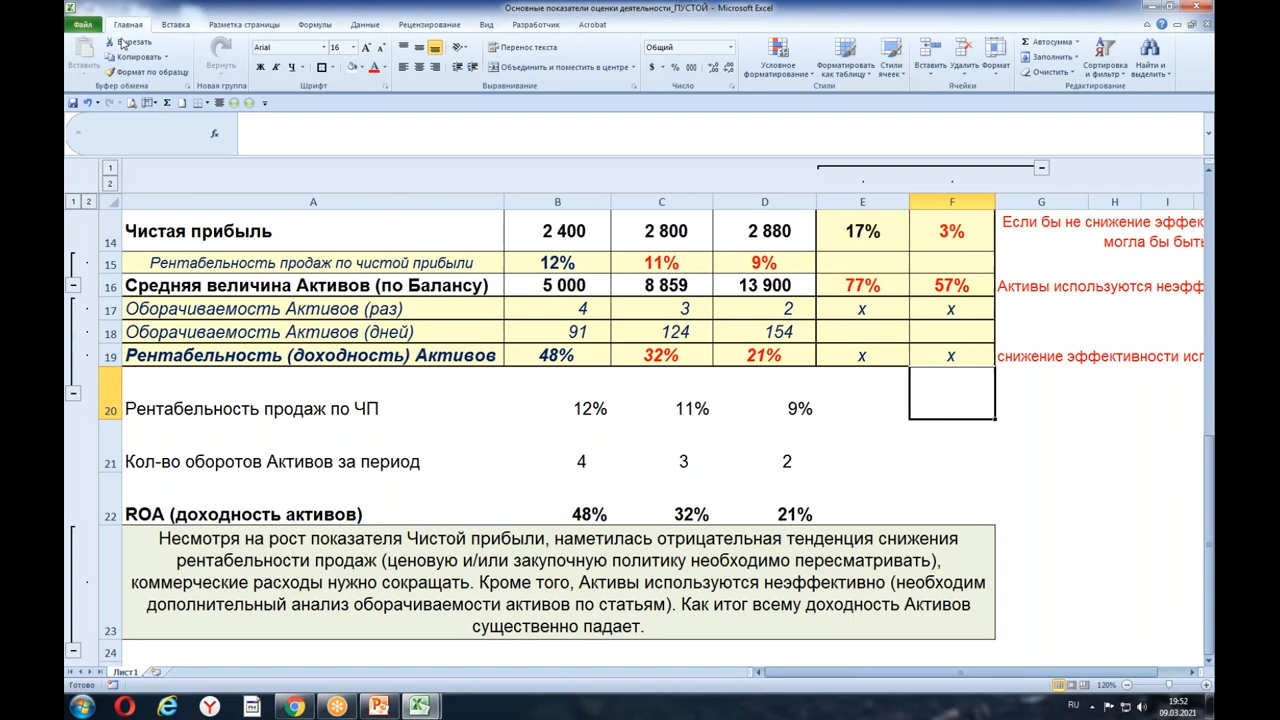 Основные показатели оценки деятельности_ПУСТОЙ - Microsoft Excel
Файл Главная Вставка Разметка страницы Формулы Данные Рецензирование Вид Разработчик Acrobat
Вставить
Вырезать
Копировать
Формат по образцу
Буфер обмена
Вернуть
Новая группа
Arial 16
Ж К Ч
Шрифт
Перенос текста
Объединить и поместить в центре
Выравнивание
Общий
Число
Условное форматирование
Форматировать как таблицу
Стили ячеек
Стили
Вставить Удалить Формат
Ячейки
Автосумма
Заполнить
Очистить
Сортировка и фильтр
Найти и выделить
Редактирование
fx
1
2
1 2 A B C D E F G H I
14 Чистая прибыль 2 400 2 800 2 880 17% 3% Если бы не снижение эффек
могла бы быть
15 Рентабельность продаж по чистой прибыли 12% 11% 9%
16 Средняя величина Активов (по Балансу) 5 000 8 859 13 900 77% 57% Активы используются неэфф
17 Оборачиваемость Активов (раз) 4 3 2 x x
18 Оборачиваемость Активов (дней) 91 124 154
19 Рентабельность (доходность) Активов 48% 32% 21% x x снижение эффективности исп
20 Рентабельность продаж по ЧП 12% 11% 9%
21 Кол-во оборотов Активов за период 4 3 2
22 ROA (доходность активов) 48% 32% 21%
Несмотря на рост показателя Чистой прибыли, наметилась отрицательная тенденция снижения
рентабельности продаж (ценовую и/или закупочную политику необходимо пересматривать),
коммерческие расходы нужно сокращать. Кроме того, Активы используются неэффективно (необходим
дополнительный анализ оборачиваемости активов по статьям). Как итог всему доходность Активов
23 существенно падает.
24
Лист1
Готово 120%
RU 19:52
09.03.2021